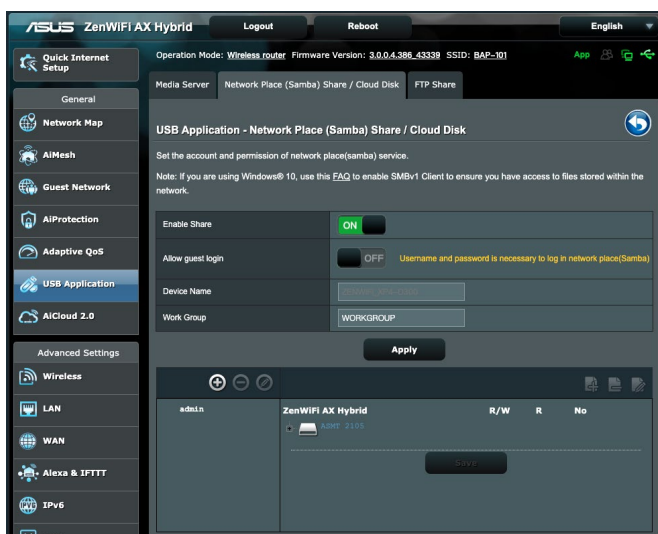 ASUS ZenWiFi AX Hybrid Logout Reboot English
Quick Internet Setup
Operation Mode: Wireless router Firmware Version: 3.0.0.4.386_43339 SSID: BAP-101 App
Media Server Network Place (Samba) Share / Cloud Disk FTP Share
General
Network Map
AiMesh
Guest Network
AiProtection
Adaptive QoS
USB Application
AiCloud 2.0
Advanced Settings
Wireless
LAN
WAN
Alexa & IFTTT
IPv6
USB Application - Network Place (Samba) Share / Cloud Disk
Set the account and permission of network place(samba) service.
Note: If you are using Windows® 10, use this FAQ to enable SMBv1 Client to ensure you have access to files stored within the
network.
Enable Share ON
Allow guest login OFF Username and password is necessary to log in network place(Samba)
Device Name
Work Group WORKGROUP
Apply
admin ZenWiFi AX Hybrid R/W R No
ASMT 2105
Save